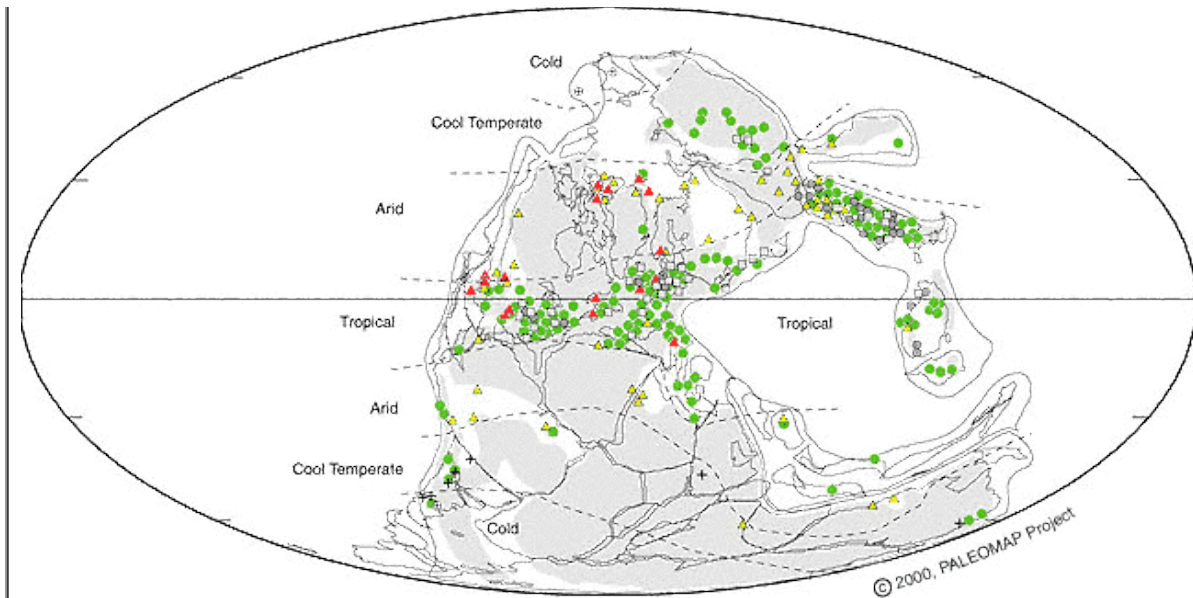 Cold
Cool Temperate
Arid
Tropical
Tropical
Arid
Cool Temperate
Cold
© 2000, PALEOMAP Project